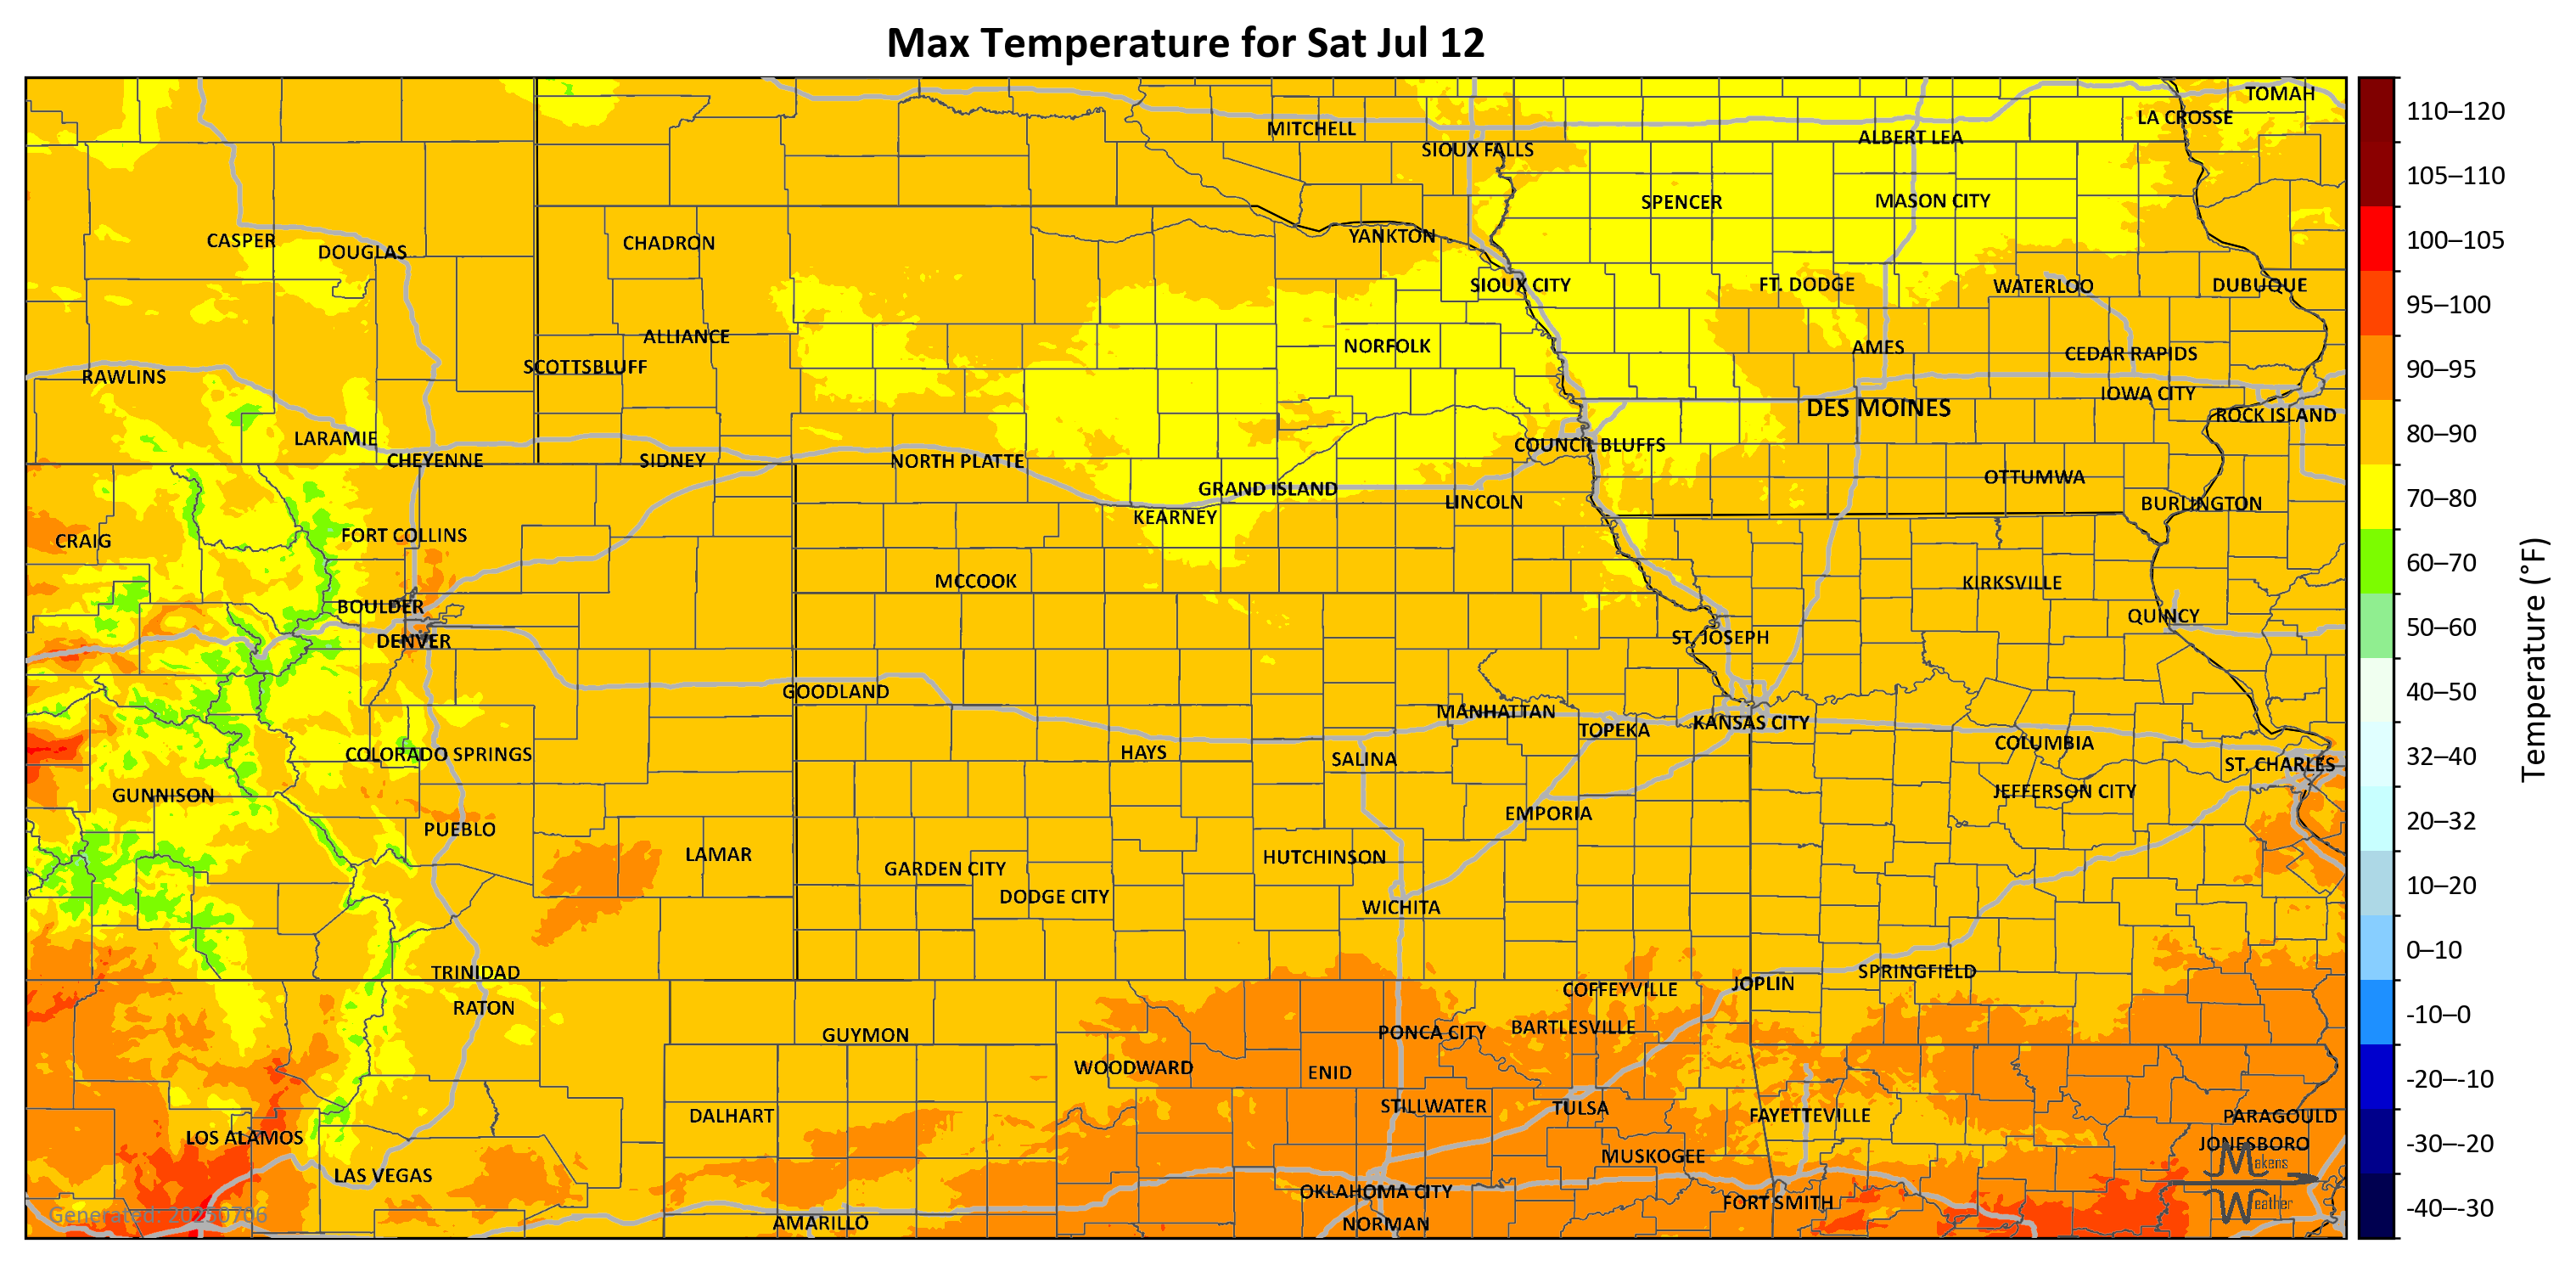 Max Temperature for Sat Jul 12
TOMAH
LA CROSSE
MITCHELL
ALBERT LEA
SIOUX FALLS
SPENCER
MASON CITY
CASPER
DOUGLAS
CHADRON
YANKTON
SIOUX CITY
FT. DODGE
WATERLOO
DUBUQUE
ALLIANCE
NORFOLK
AMES
CEDAR RAPIDS
SCOTTSBLUFF
RAWLINS
IOWA CITY
DES MOINES
ROCK ISLAND
LARAMIE
COUNCIL BLUFFS
CHEYENNE
SIDNEY
NORTH PLATTE
OTTUMWA
GRAND ISLAND
LINCOLN
BURLINGTON
KEARNEY
FORT COLLINS
CRAIG
MCCOOK
KIRKSVILLE
BOULDER
QUINCY
DENVER
ST. JOSEPH
GOODLAND
MANHATTAN
KANSAS CITY
TOPEKA
COLUMBIA
COLORADO SPRINGS
HAYS
SALINA
ST. CHARLES
GUNNISON
JEFFERSON CITY
EMPORIA
PUEBLO
LAMAR
HUTCHINSON
GARDEN CITY
DODGE CITY
WICHITA
TRINIDAD
SPRINGFIELD
JOPLIN
COFFEYVILLE
RATON
GUYMON
PONCA CITY
BARTLESVILLE
WOODWARD
ENID
DALHART
STILLWATER
TULSA
FAYETTEVILLE
PARAGOULD
LOS ALAMOS
JONESBORO
MUSKOGEE
LAS VEGAS
OKLAHOMA CITY
FORT SMITH
AMARILLO
NORMAN
Generated: 20250706
Makens
Weather
110–120
105–110
100–105
95–100
90–95
80–90
70–80
60–70
50–60
40–50
32–40
20–32
10–20
0–10
-10–0
-20–-10
-30–-20
-40–-30
Temperature (°F)